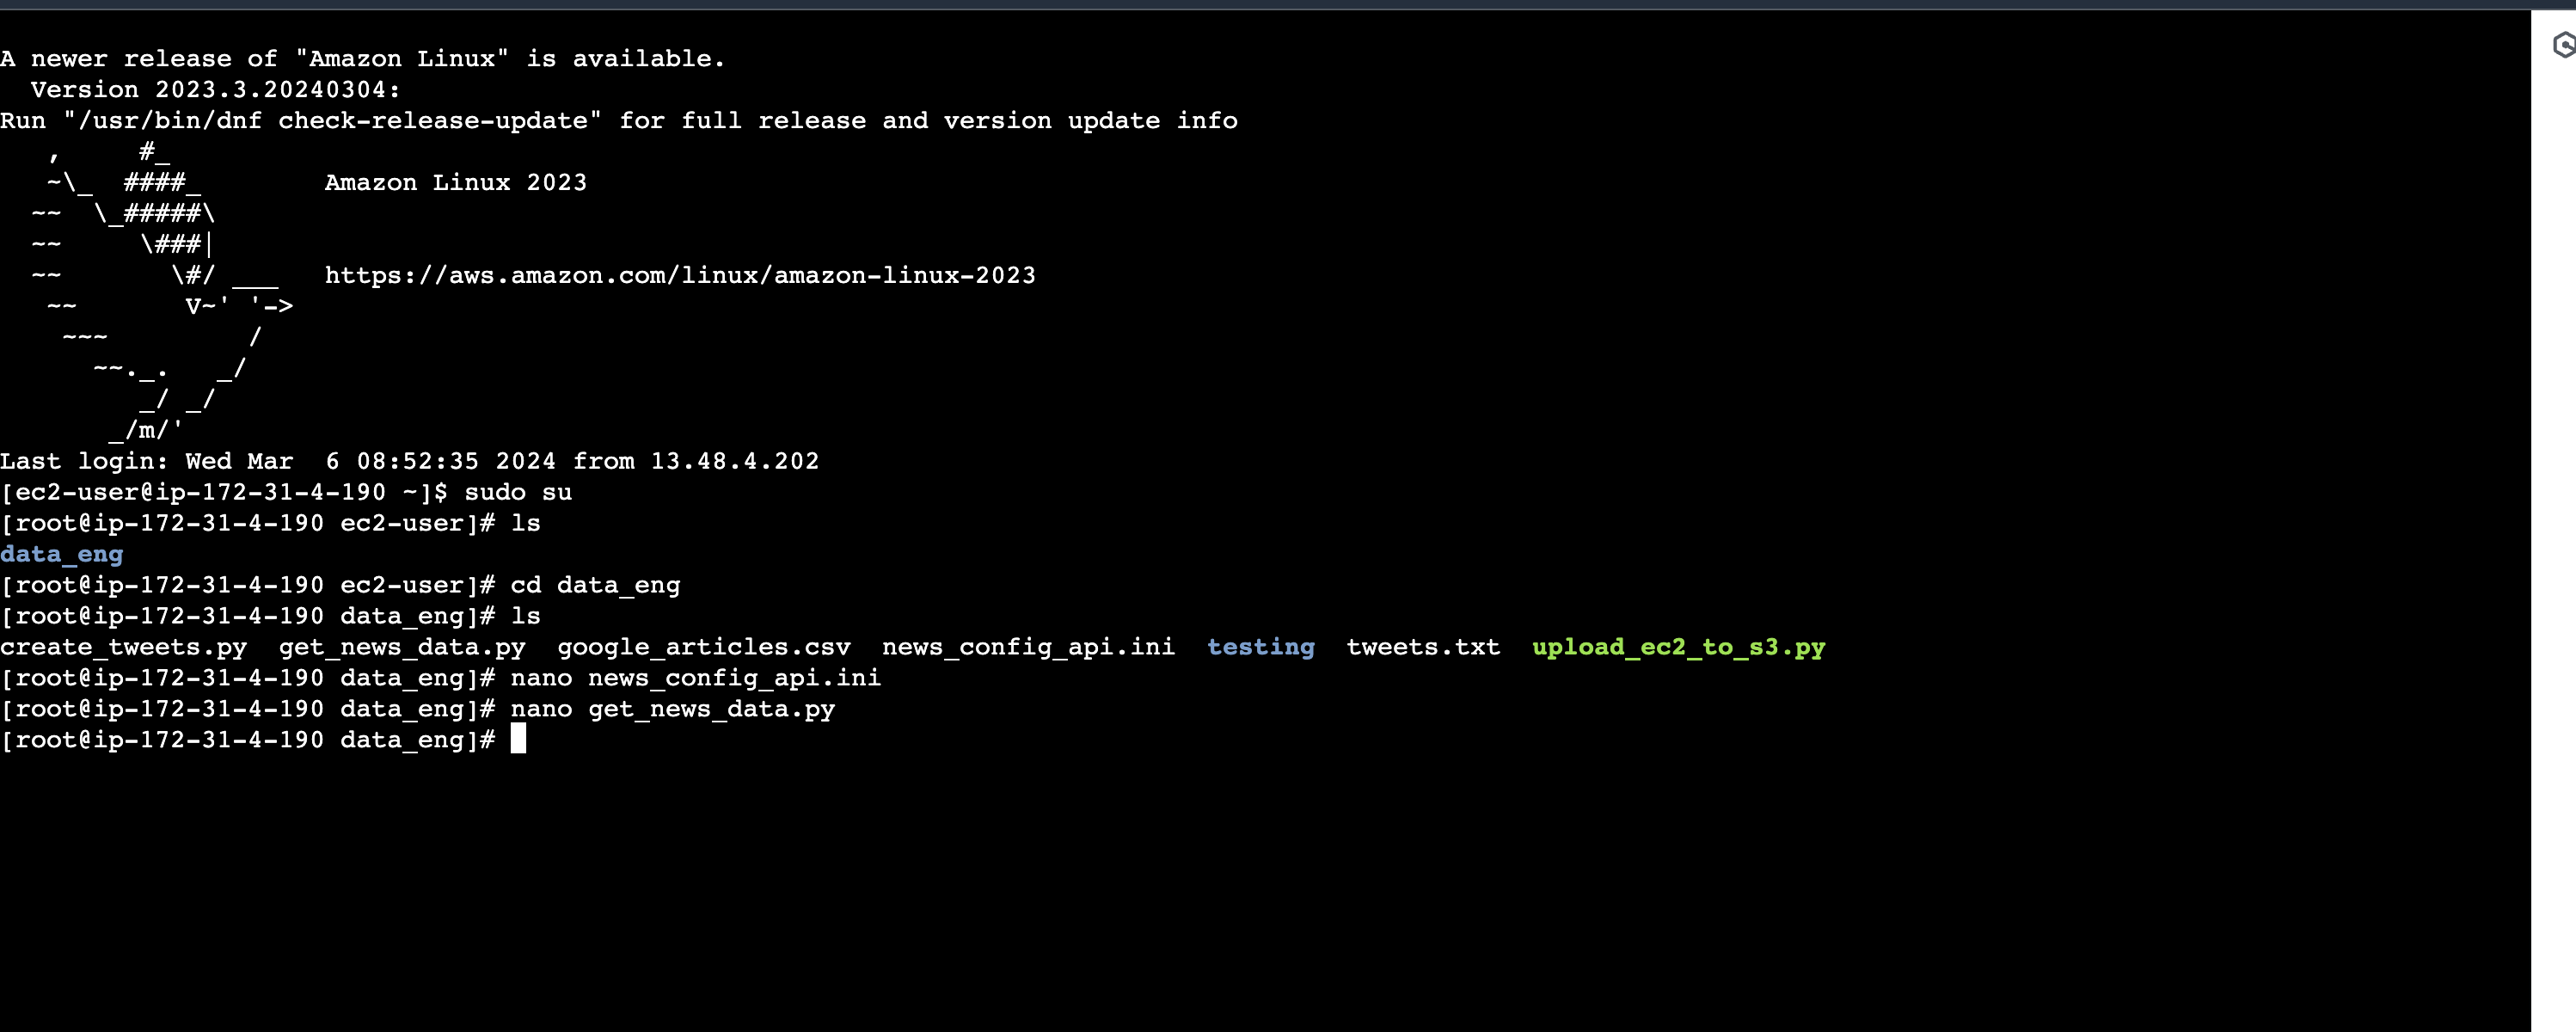 A newer release of "Amazon Linux" is available.
  Version 2023.3.20240304:
Run "/usr/bin/dnf check-release-update" for full release and version update info
   ,     #_
   ~\_  ####_        Amazon Linux 2023
  ~~  \_#####\
  ~~     \###|
  ~~       \#/ ___   https://aws.amazon.com/linux/amazon-linux-2023
   ~~       V~' '->
    ~~~         /
      ~~._.   _/
         _/ _/
       _/m/'
Last login: Wed Mar  6 08:52:35 2024 from 13.48.4.202
[ec2-user@ip-172-31-4-190 ~]$ sudo su
[root@ip-172-31-4-190 ec2-user]# ls
data_eng
[root@ip-172-31-4-190 ec2-user]# cd data_eng
[root@ip-172-31-4-190 data_eng]# ls
create_tweets.py  get_news_data.py  google_articles.csv  news_config_api.ini  testing  tweets.txt  upload_ec2_to_s3.py
[root@ip-172-31-4-190 data_eng]# nano news_config_api.ini
[root@ip-172-31-4-190 data_eng]# nano get_news_data.py
[root@ip-172-31-4-190 data_eng]#